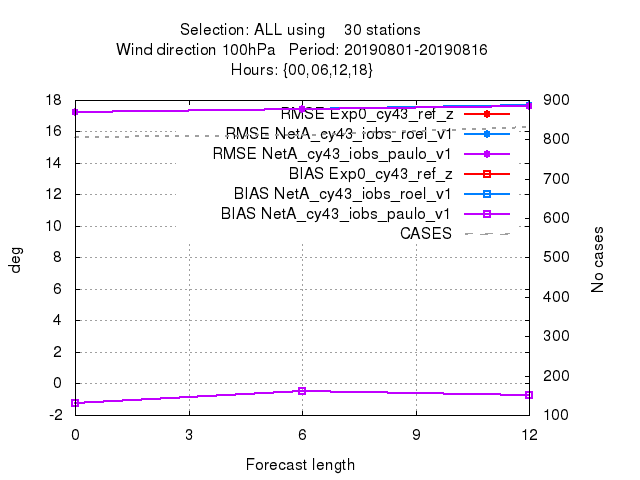 Selection: ALL using 30 stations
Wind direction 100hPa Period: 20190801-20190816
Hours: {00,06,12,18}
RMSE Exp0_cy43_ref_z
RMSE NetA_cy43_iobs_roel_v1
RMSE NetA_cy43_iobs_paulo_v1
BIAS Exp0_cy43_ref_z
BIAS NetA_cy43_iobs_roel_v1
BIAS NetA_cy43_iobs_paulo_v1
CASES
18
16
14
12
10
8
6
4
2
0
-2
deg
900
800
700
600
500
400
300
200
100
No cases
0 3 6 9 12
Forecast length